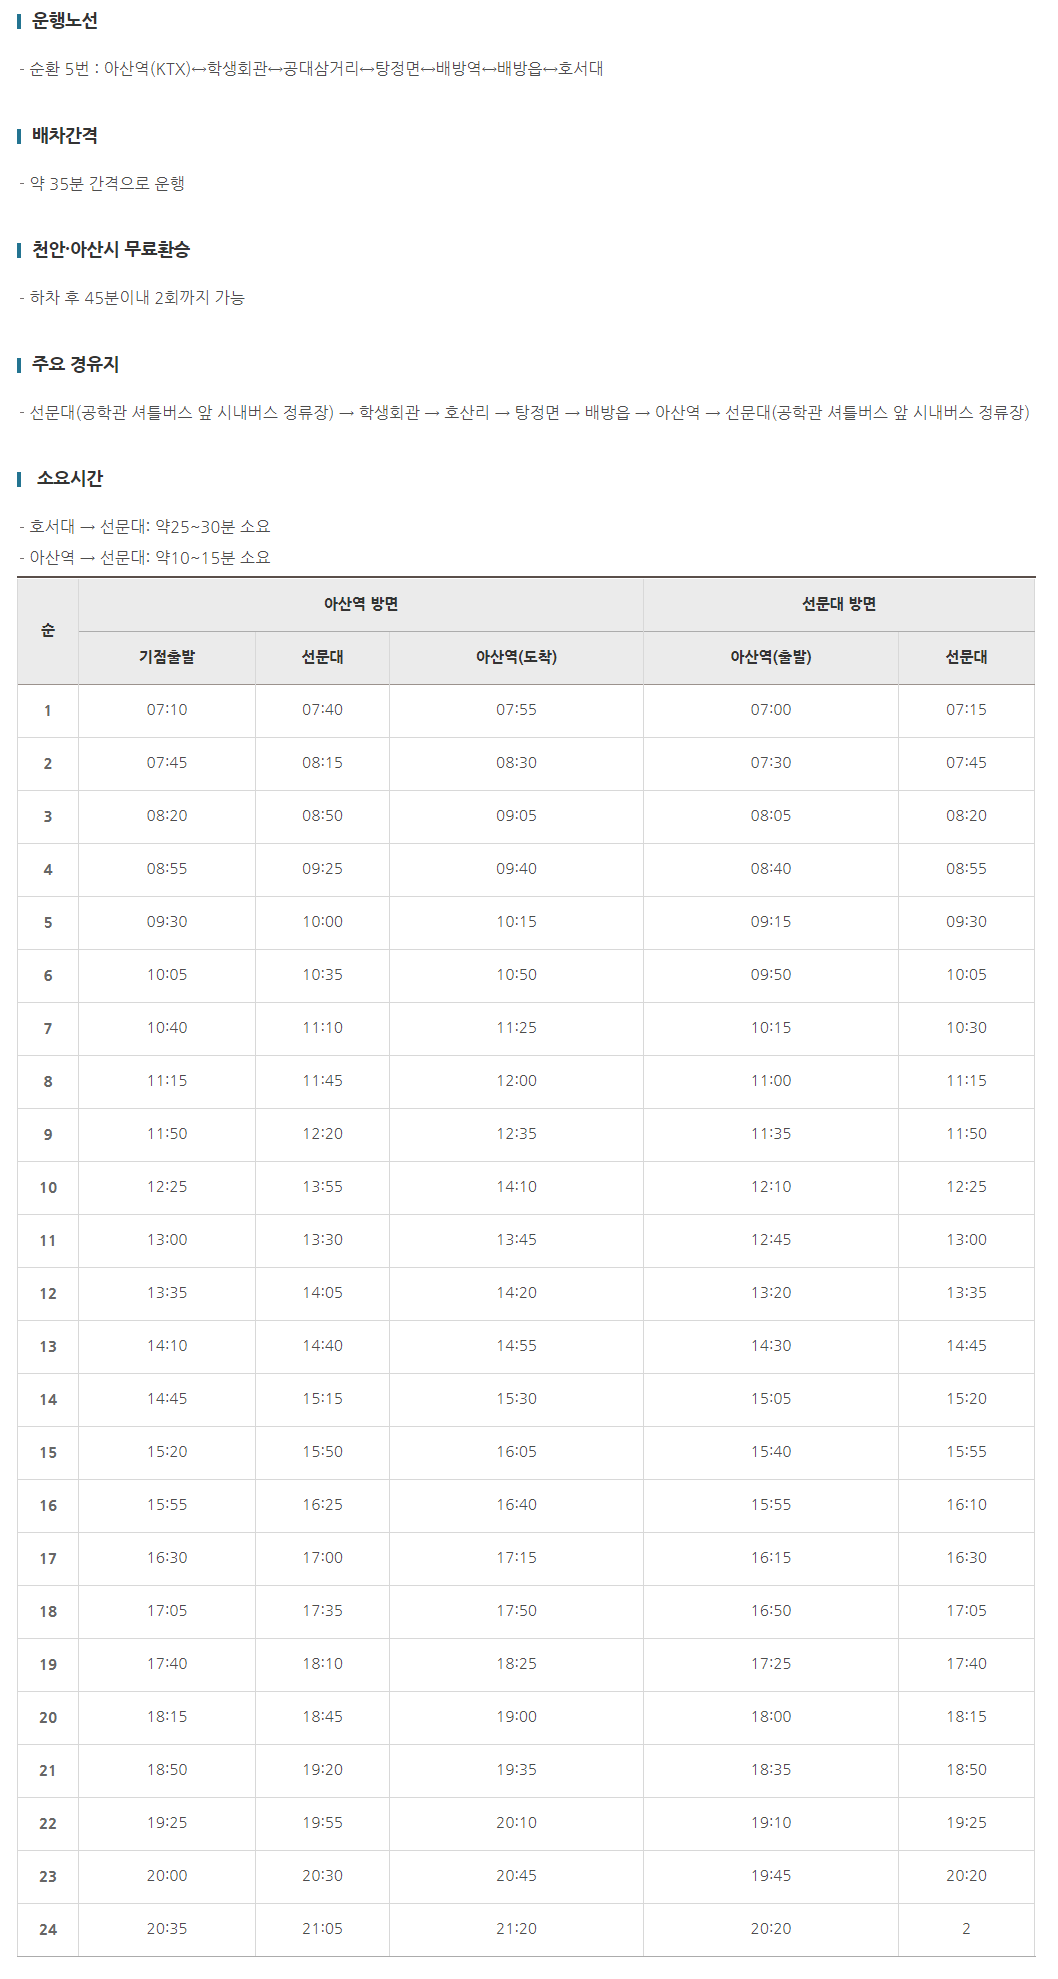 운행노선
- 순환 5번 : 아산역(KTX)↔학생회관↔공대삼거리↔탕정면↔배방역↔배방읍↔호서대
배차간격
- 약 35분 간격으로 운행
천안·아산시 무료환승
- 하차 후 45분이내 2회까지 가능
주요 경유지
- 선문대(공학관 셔틀버스 앞 시내버스 정류장) → 학생회관 → 호산리 → 탕정면 → 배방읍 → 아산역 → 선문대(공학관 셔틀버스 앞 시내버스 정류장)
소요시간
- 호서대 → 선문대: 약25~30분 소요
- 아산역 → 선문대: 약10~15분 소요
순 아산역 방면 선문대 방면
기점출발 선문대 아산역(도착) 아산역(출발) 선문대
1 07:10 07:40 07:55 07:00 07:15
2 07:45 08:15 08:30 07:30 07:45
3 08:20 08:50 09:05 08:05 08:20
4 08:55 09:25 09:40 08:40 08:55
5 09:30 10:00 10:15 09:15 09:30
6 10:05 10:35 10:50 09:50 10:05
7 10:40 11:10 11:25 10:15 10:30
8 11:15 11:45 12:00 11:00 11:15
9 11:50 12:20 12:35 11:35 11:50
10 12:25 13:55 14:10 12:10 12:25
11 13:00 13:30 13:45 12:45 13:00
12 13:35 14:05 14:20 13:20 13:35
13 14:10 14:40 14:55 14:30 14:45
14 14:45 15:15 15:30 15:05 15:20
15 15:20 15:50 16:05 15:40 15:55
16 15:55 16:25 16:40 15:55 16:10
17 16:30 17:00 17:15 16:15 16:30
18 17:05 17:35 17:50 16:50 17:05
19 17:40 18:10 18:25 17:25 17:40
20 18:15 18:45 19:00 18:00 18:15
21 18:50 19:20 19:35 18:35 18:50
22 19:25 19:55 20:10 19:10 19:25
23 20:00 20:30 20:45 19:45 20:20
24 20:35 21:05 21:20 20:20 2